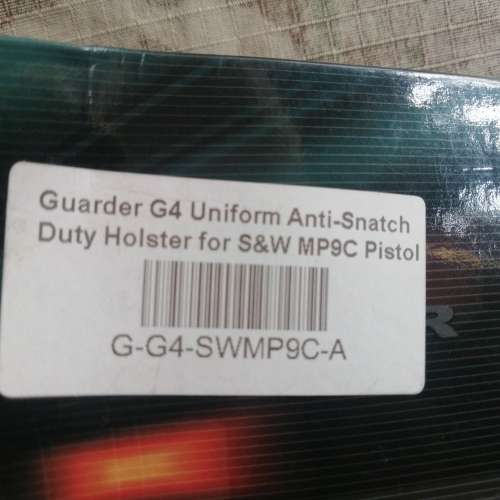 Guarder G4 Uniform Anti-Snatch
Duty Holster for S&W MP9C Pistol
G-G4-SWMP9C-A